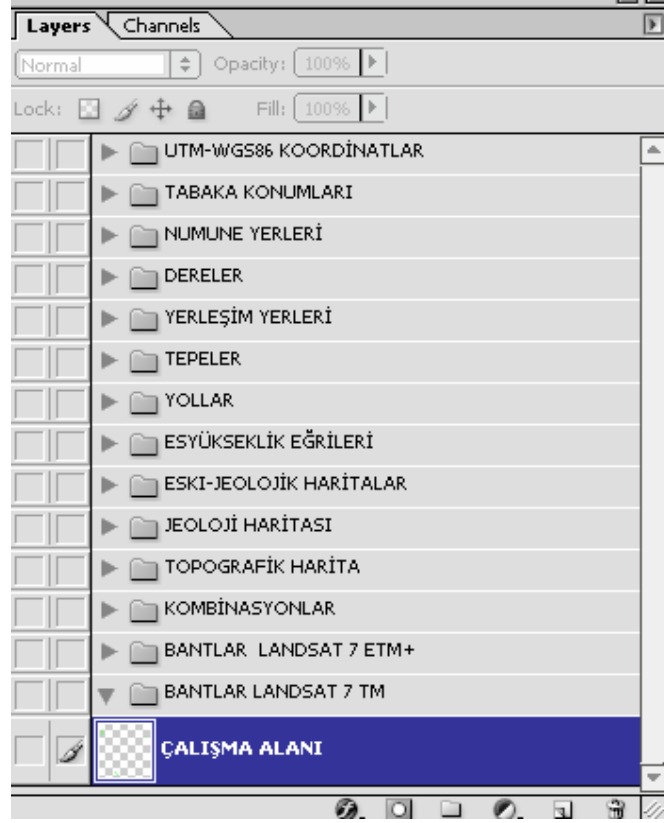 Layers Channels
Normal Opacity: 100%
Lock: Fill: 100%
UTM-WGS86 KOORDİNATLAR
TABAKA KONUMLARI
NUMUNE YERLERİ
DERELER
YERLEŞİM YERLERİ
TEPELER
YOLLAR
ESYÜKSEKLİK EĞRİLERİ
ESKI-JEOLOJİK HARİTALAR
JEOLOJİ HARİTASI
TOPOGRAFİK HARİTA
KOMBİNASYONLAR
BANTLAR LANDSAT 7 ETM+
BANTLAR LANDSAT 7 TM
ÇALIŞMA ALANI